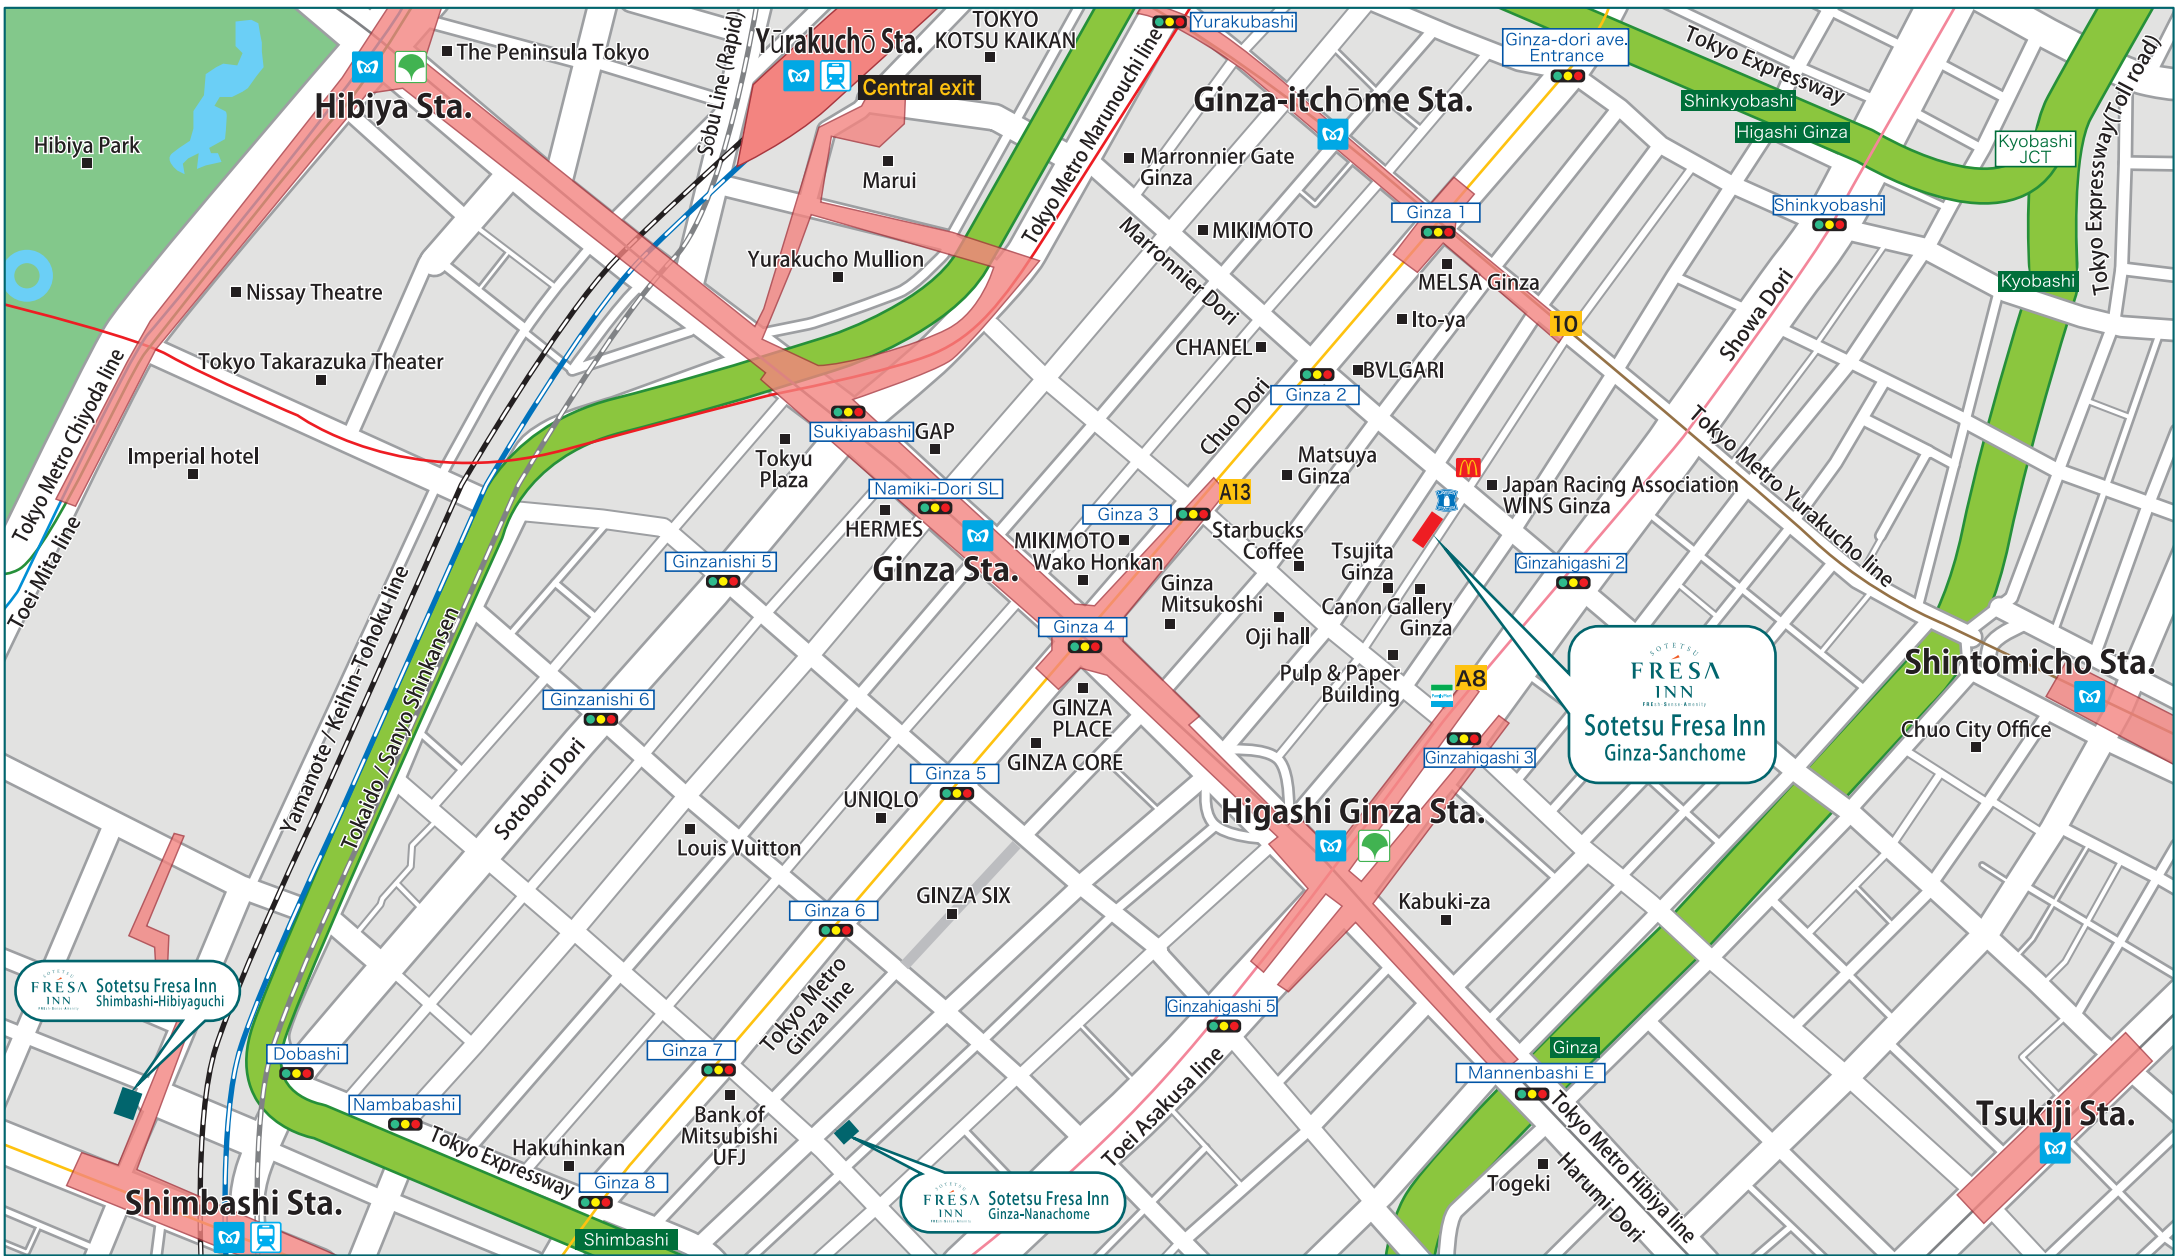 The Peninsula Tokyo
Hibiya Sta.
Hibiya Park
Sōbu Line (Rapid)
Yūrakuchō Sta.
Central exit
TOKYO
KOTSU KAIKAN
Marui
Yurakucho Mullion
Tokyo Metro Marunouchi line
Yurakubashi
Ginza-itchōme Sta.
Marronnier Gate
Ginza
MIKIMOTO
Marronnier Dori
Ginza-dori ave.
Entrance
Tokyo Expressway
Shinkyobashi
Higashi Ginza
Kyobashi
JCT
Tokyo Expressway(Toll road)
Shinkyobashi
Kyobashi
Ginza 1
MELSA Ginza
Ito-ya
10
Showa Dori
CHANEL
BVLGARI
Ginza 2
Chuo Dori
Nissay Theatre
Tokyo Takarazuka Theater
Tokyo Metro Chiyoda line
Toei Mita line
Imperial hotel
Sukiyabashi
GAP
Tokyu
Plaza
Namiki-Dori SL
HERMES
Ginza Sta.
MIKIMOTO
Wako Honkan
Ginza 3
A13
Matsuya
Ginza
Starbucks
Coffee
Ginza
Mitsukoshi
Oji hall
Tsujita
Ginza
Canon Gallery
Ginza
Pulp & Paper
Building
Japan Racing Association
WINS Ginza
Ginzahigashi 2
Tokyo Metro Yurakucho line
SOTETSU
FRÉSA
INN
FREsh-Sense-Amenity
Sotetsu Fresa Inn
Ginza-Sanchome
Shintomicho Sta.
Chuo City Office
A8
FamilyMart
Ginzahigashi 3
Higashi Ginza Sta.
Kabuki-za
Ginza 4
GINZA
PLACE
GINZA CORE
Ginza 5
UNIQLO
Ginzanishi 5
Ginzanishi 6
Sotobori Dori
Louis Vuitton
GINZA SIX
Ginza 6
Yamanote / Keihin-Tohoku line
Tokaido / Sanyo Shinkansen
Tokyo Metro
Ginza line
Ginza 7
Bank of
Mitsubishi
UFJ
Ginzahigashi 5
Toei Asakusa line
Ginza
Mannenbashi E
Tokyo Metro Hibiya line
Harumi Dori
Togeki
Tsukiji Sta.
SOTETSU
FRÉSA
INN
Sotetsu Fresa Inn
Shimbashi-Hibiyaguchi
Dobashi
Nambabashi
Tokyo Expressway
Hakuhinkan
Ginza 8
Shimbashi
Shimbashi Sta.
SOTETSU
FRÉSA
INN
Sotetsu Fresa Inn
Ginza-Nanachome